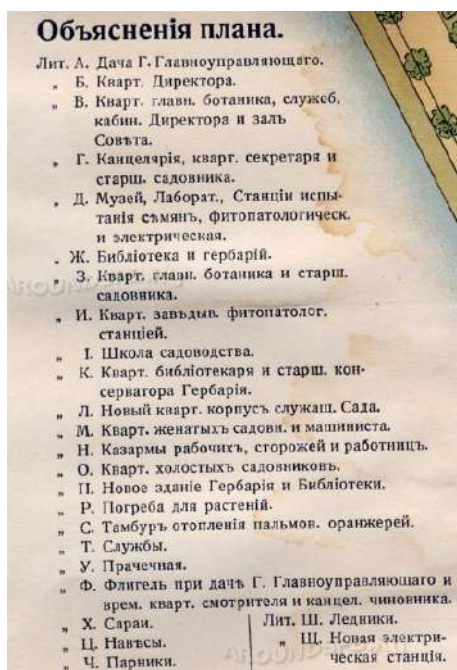 Объясненія плана.
Лит. А. Дача Г. Главноуправляющаго.
„ Б. Кварт. Директора.
„ В. Кварт. главн. ботаника, служеб.
кабин. Директора и залъ
Совѣта.
„ Г. Канцелярія, кварт. секретаря и
старш. садовника.
„ Д. Музей, Лаборат., Станціи испы-
танія сѣмянъ, фитопатологическ.
и электрическая.
„ Ж. Библіотека и гербарій.
„ З. Кварт. главн. ботаника и старш.
садовника.
„ И. Кварт. завѣдыв. фитопатолог.
станціей.
„ І. Школа садоводства.
„ К. Кварт. библіотекаря и старш. кон-
серватора Гербарія.
„ Л. Новый кварт. корпусъ служащ. Сада.
„ М. Кварт. женатыхъ садовн. и машиниста.
„ Н. Казармы рабочихъ, сторожей и работницъ.
„ О. Кварт. холостыхъ садовниковъ.
„ П. Новое зданіе Гербарія и Библіотеки.
„ Р. Погреба для растеній.
„ С. Тамбуръ отопленія пальмов. оранжерей.
„ Т. Службы.
„ У. Прачечная.
„ Ф. Флигель при дачѣ Г. Главноуправляющаго и
врем. кварт. смотрителя и канцел. чиновника.
„ Х. Сараи.
„ Ц. Навѣсы.
„ Ч. Парники.
Лит. Ш. Ледники.
„ Щ. Новая электри-
ческая станція.